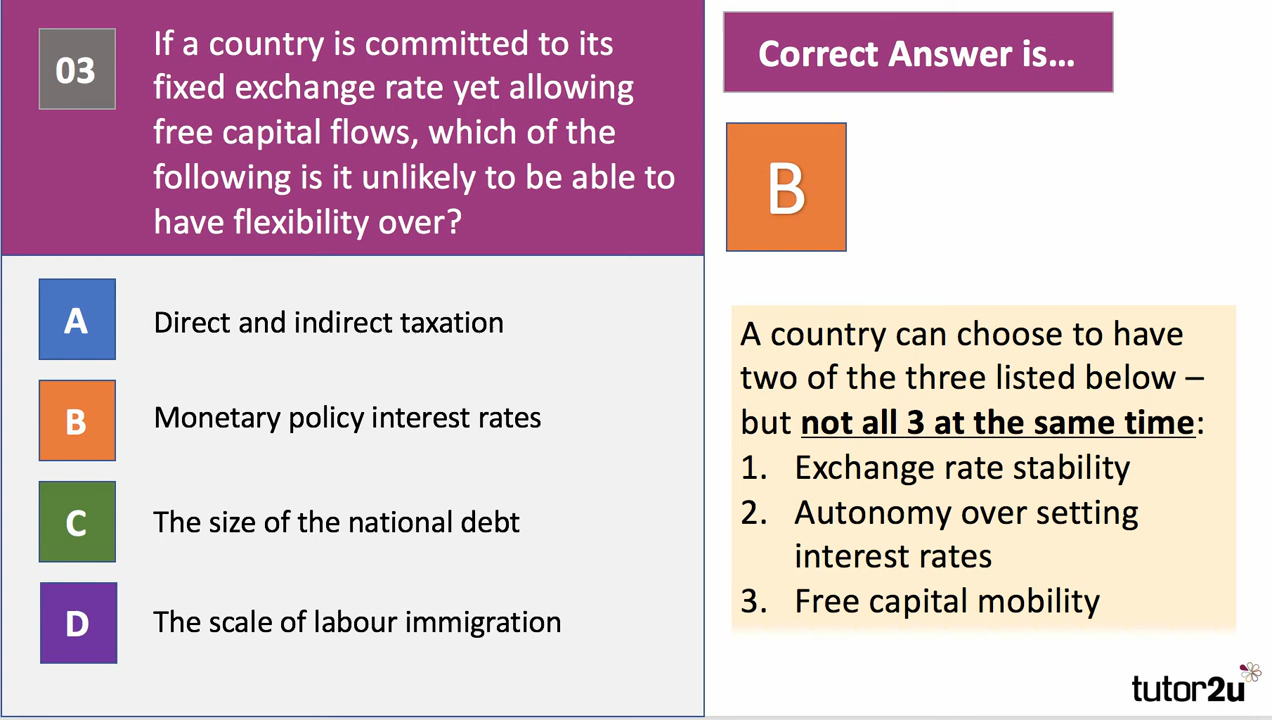 03
If a country is committed to its
fixed exchange rate yet allowing
free capital flows, which of the
following is it unlikely to be able to
have flexibility over?
A
Direct and indirect taxation
B
Monetary policy interest rates
C
The size of the national debt
D
The scale of labour immigration
Correct Answer is...
B
A country can choose to have
two of the three listed below –
but not all 3 at the same time:
1. Exchange rate stability
2. Autonomy over setting
interest rates
3. Free capital mobility
tutor2u